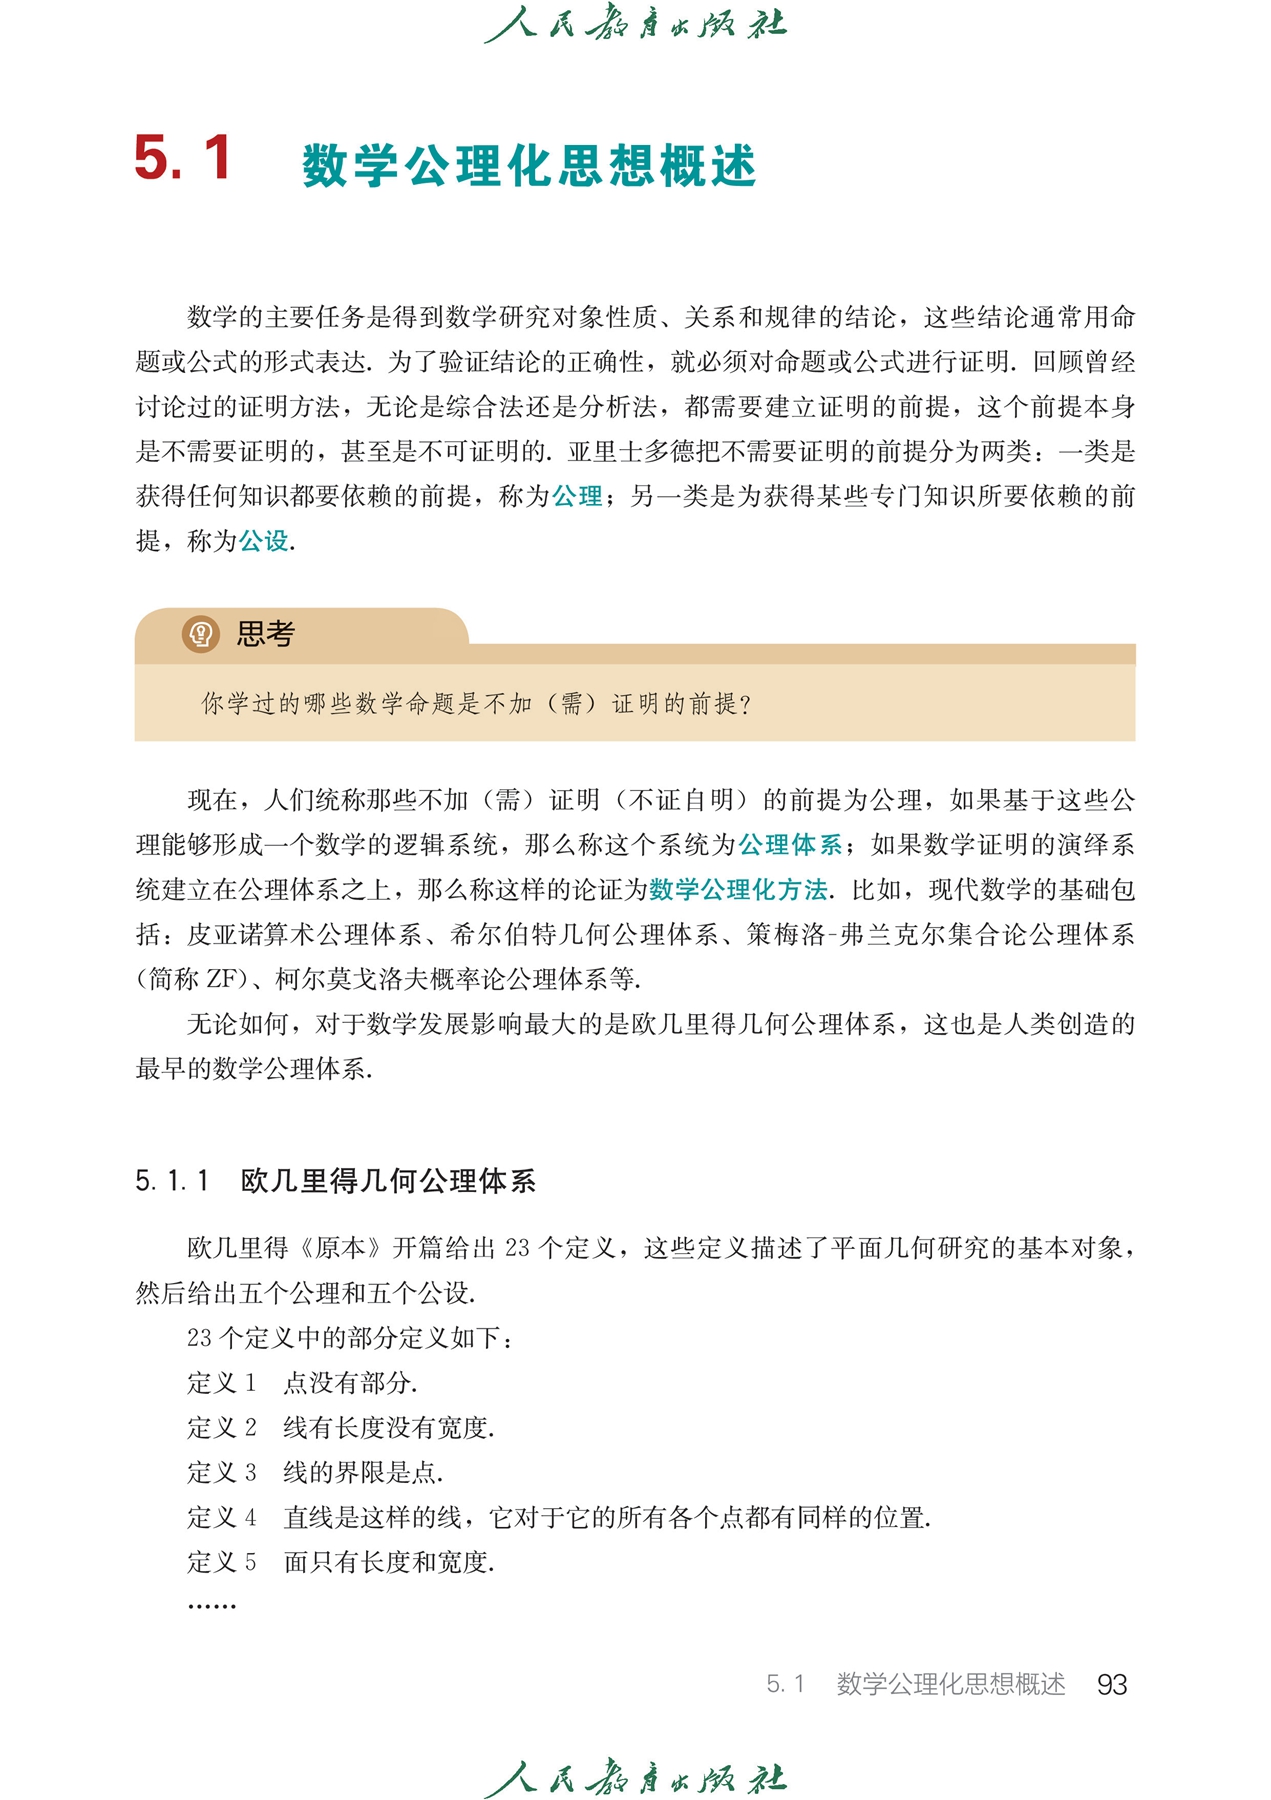 人民教育出版社
5.1 数学公理化思想概述
数学的主要任务是得到数学研究对象性质、关系和规律的结论，这些结论通常用命
题或公式的形式表达．为了验证结论的正确性，就必须对命题或公式进行证明．回顾曾经
讨论过的证明方法，无论是综合法还是分析法，都需要建立证明的前提，这个前提本身
是不需要证明的，甚至是不可证明的．亚里士多德把不需要证明的前提分为两类：一类是
获得任何知识都要依赖的前提，称为公理；另一类是为获得某些专门知识所要依赖的前
提，称为公设．
思考
你学过的哪些数学命题是不加（需）证明的前提？
现在，人们统称那些不加（需）证明（不证自明）的前提为公理，如果基于这些公
理能够形成一个数学的逻辑系统，那么称这个系统为公理体系；如果数学证明的演绎系
统建立在公理体系之上，那么称这样的论证为数学公理化方法．比如，现代数学的基础包
括：皮亚诺算术公理体系、希尔伯特几何公理体系、策梅洛-弗兰克尔集合论公理体系
（简称 ZF）、柯尔莫戈洛夫概率论公理体系等．
无论如何，对于数学发展影响最大的是欧几里得几何公理体系，这也是人类创造的
最早的数学公理体系．
5.1.1 欧几里得几何公理体系
欧几里得《原本》开篇给出 23 个定义，这些定义描述了平面几何研究的基本对象，
然后给出五个公理和五个公设．
23 个定义中的部分定义如下：
定义 1 点没有部分．
定义 2 线有长度没有宽度．
定义 3 线的界限是点．
定义 4 直线是这样的线，它对于它的所有各个点都有同样的位置．
定义 5 面只有长度和宽度．
……
5.1 数学公理化思想概述 93
人民教育出版社